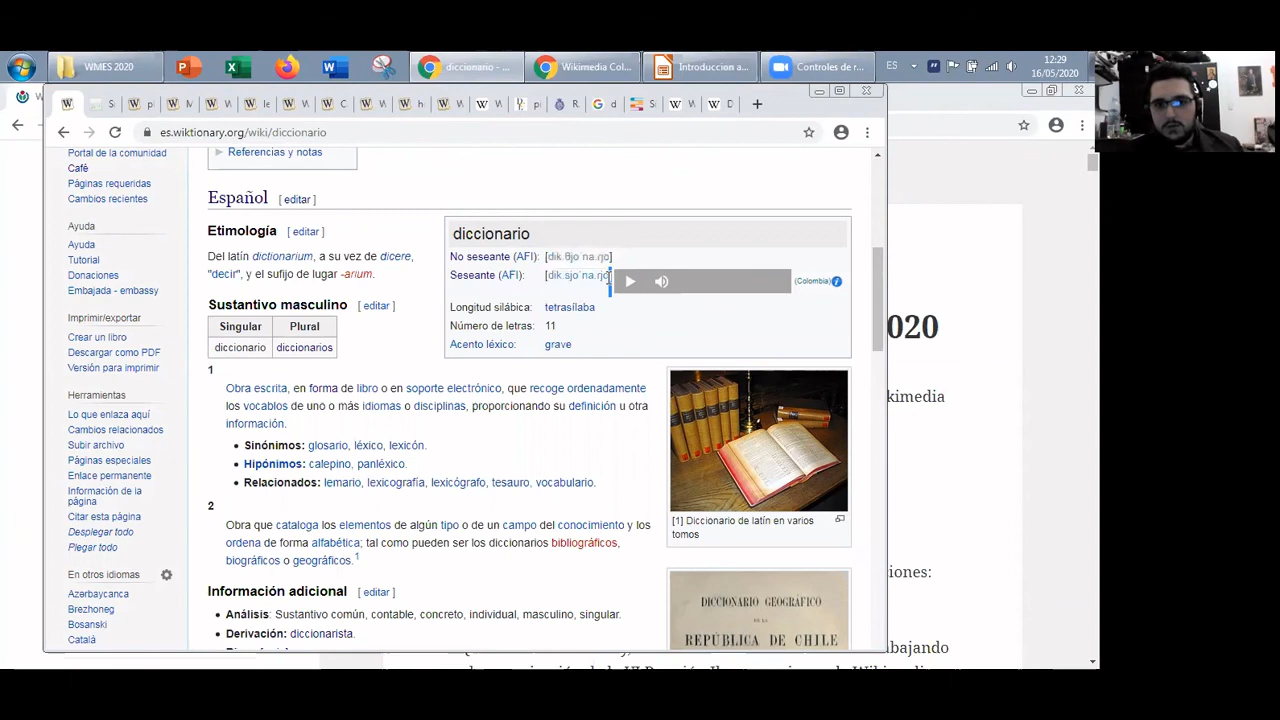 WMES 2020
diccionario - ...
Wikimedia Col...
Introduccion a...
Controles de r...
ES
12:29
16/05/2020
es.wiktionary.org/wiki/diccionario
Portal de la comunidad
Café
Páginas requeridas
Cambios recientes
Ayuda
Ayuda
Tutorial
Donaciones
Embajada - embassy
Imprimir/exportar
Crear un libro
Descargar como PDF
Versión para imprimir
Herramientas
Lo que enlaza aquí
Cambios relacionados
Subir archivo
Páginas especiales
Enlace permanente
Información de la
página
Citar esta página
Desplegar todo
Plegar todo
En otros idiomas
Azərbaycanca
Brezhoneg
Bosanski
Català
Referencias y notas
Español [ editar ]
Etimología [ editar ]
Del latín dictionarium, a su vez de dicere,
"decir", y el sufijo de lugar -arium.
Sustantivo masculino [ editar ]
Singular Plural
diccionario diccionarios
diccionario
No seseante (AFI): [dik.θjoˈna.ɾjo]
Seseante (AFI): [dik.sjoˈna.ɾjo]
(Colombia)
Longitud silábica: tetrasílaba
Número de letras: 11
Acento léxico: grave
1
Obra escrita, en forma de libro o en soporte electrónico, que recoge ordenadamente
los vocablos de uno o más idiomas o disciplinas, proporcionando su definición u otra
información.
• Sinónimos: glosario, léxico, lexicón.
• Hipónimos: calepino, panléxico.
• Relacionados: lemario, lexicografía, lexicógrafo, tesauro, vocabulario.
2
Obra que cataloga los elementos de algún tipo o de un campo del conocimiento y los
ordena de forma alfabética; tal como pueden ser los diccionarios bibliográficos,
biográficos o geográficos.1
Información adicional [ editar ]
• Análisis: Sustantivo común, contable, concreto, individual, masculino, singular.
• Derivación: diccionarista.
[1] Diccionario de latín en varios
tomos
DICCIONARIO GEOGRÁFICO
DE LA
REPÚBLICA DE CHILE
020
kimedia
iones:
abajando